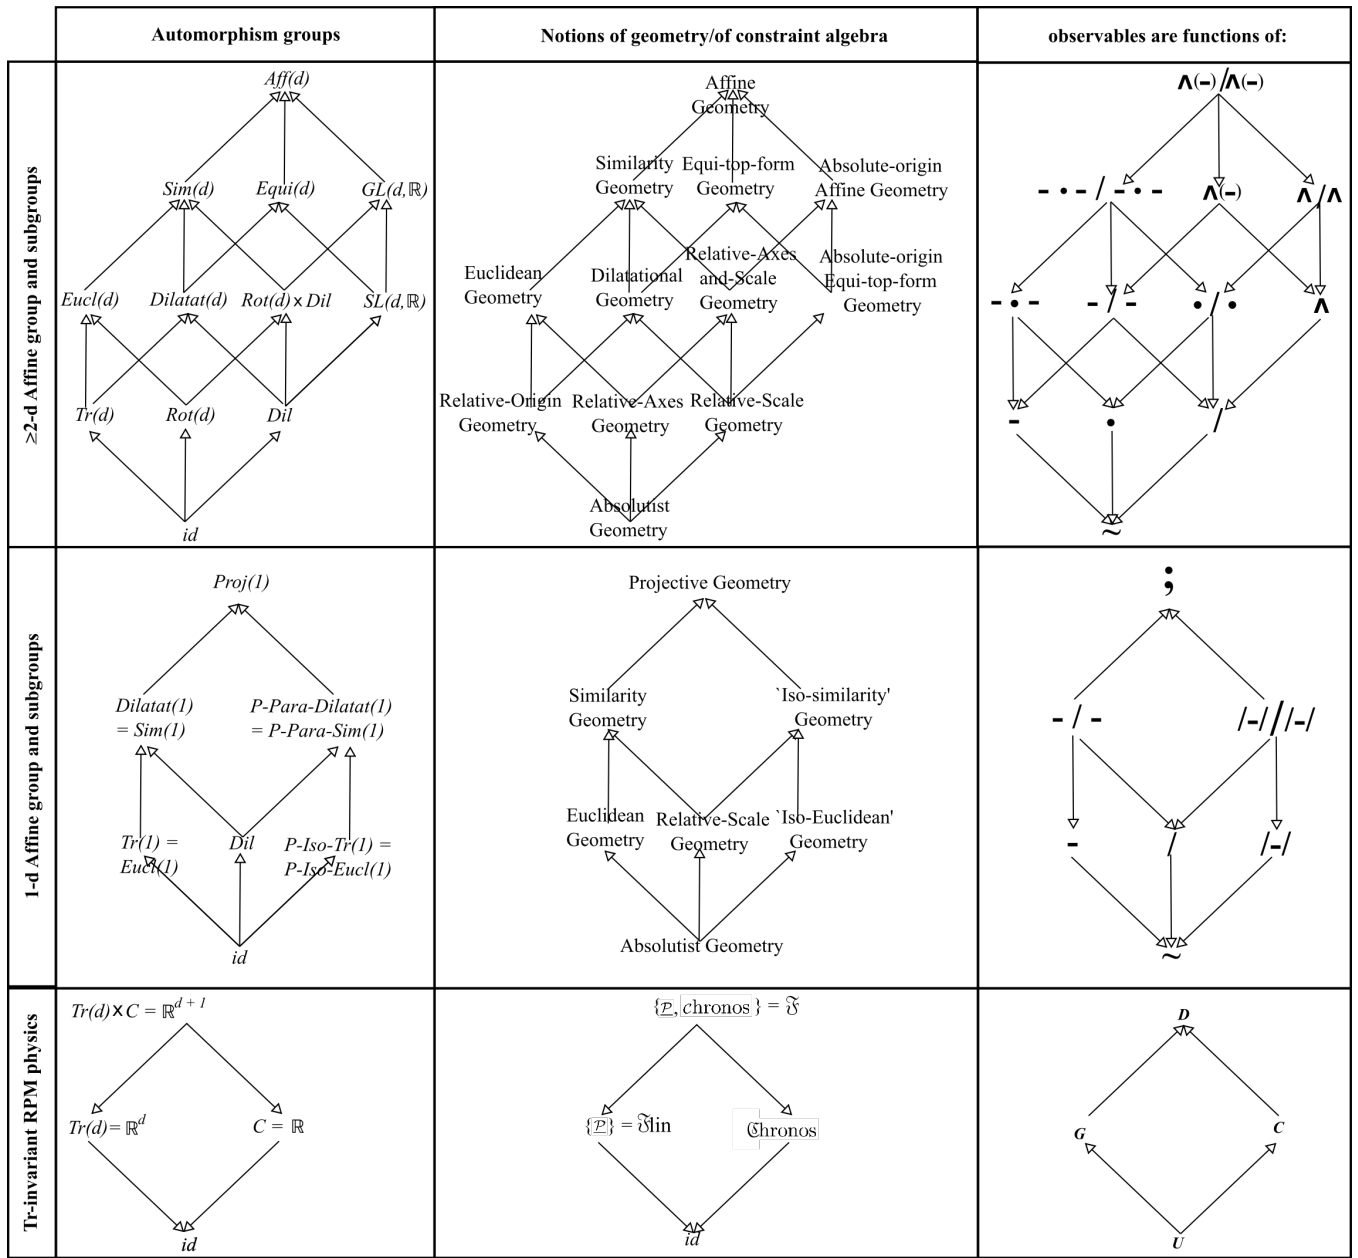 Automorphism groups
Notions of geometry/of constraint algebra
observables are functions of:
≥2-d Affine group and subgroups
Aff(d)
Sim(d) Equi(d) GL(d,ℝ)
Eucl(d) Dilatat(d) Rot(d) x Dil SL(d,ℝ)
Tr(d) Rot(d) Dil
id
Affine
Geometry
Similarity
Geometry
Equi-top-form
Geometry
Absolute-origin
Affine Geometry
Euclidean
Geometry
Dilatational
Geometry
Relative-Axes
and-Scale
Geometry
Absolute-origin
Equi-top-form
Geometry
Relative-Origin
Geometry
Relative-Axes
Geometry
Relative-Scale
Geometry
Absolutist
Geometry
∧(-)/∧(-)
- • - / - • -
∧(-)
∧/∧
- • -
- / -
• / •
∧
-
•
/
~
1-d Affine group and subgroups
Proj(1)
Dilatat(1)
= Sim(1)
P-Para-Dilatat(1)
= P-Para-Sim(1)
Tr(1) =
Eucl(1)
Dil
P-Iso-Tr(1) =
P-Iso-Eucl(1)
id
Projective Geometry
Similarity
Geometry
`Iso-similarity'
Geometry
Euclidean
Geometry
Relative-Scale
Geometry
`Iso-Euclidean'
Geometry
Absolutist Geometry
;
- / -
/-///-/
-
/
/-/
~
Tr-invariant RPM physics
Tr(d) x C = ℝ^{d + 1}
Tr(d) = ℝ^d
C = ℝ
id
{𝒫, chronos} = 𝔉
{𝒫} = 𝔉lin
ℭhronos
id
D
G
C
U